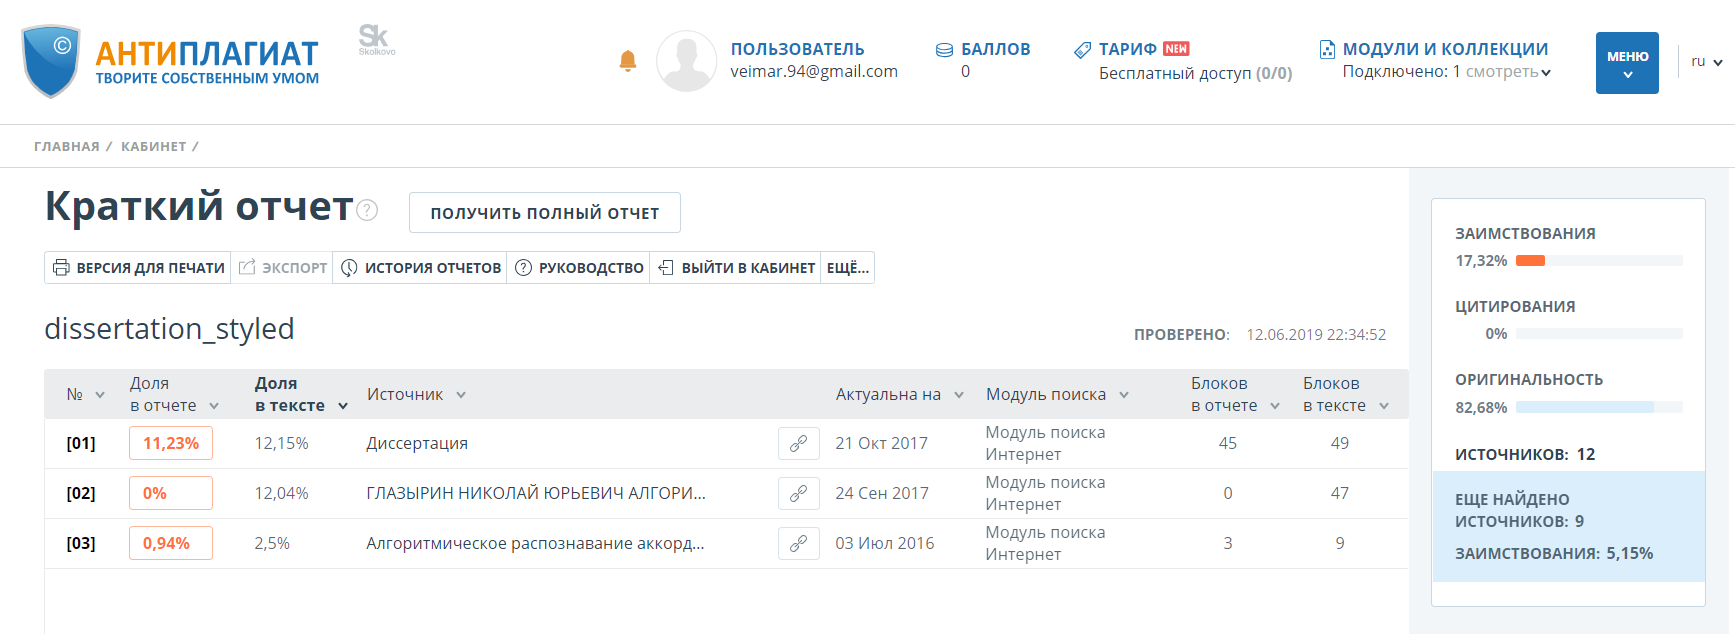 АНТИПЛАГИАТ
ТВОРИТЕ СОБСТВЕННЫМ УМОМ
Sk
Skolkovo
ПОЛЬЗОВАТЕЛЬ
veimar.94@gmail.com
БАЛЛОВ
0
ТАРИФ NEW
Бесплатный доступ (0/0)
МОДУЛИ И КОЛЛЕКЦИИ
Подключено: 1 смотреть
МЕНЮ
ru
ГЛАВНАЯ / КАБИНЕТ /
Краткий отчет ?
ПОЛУЧИТЬ ПОЛНЫЙ ОТЧЕТ
ВЕРСИЯ ДЛЯ ПЕЧАТИ ЭКСПОРТ ИСТОРИЯ ОТЧЕТОВ ? РУКОВОДСТВО ВЫЙТИ В КАБИНЕТ ЕЩЁ...
dissertation_styled
ПРОВЕРЕНО: 12.06.2019 22:34:52
№
Доля
в отчете
Доля
в тексте
Источник
Актуальна на
Модуль поиска
Блоков
в отчете
Блоков
в тексте
[01] 11,23% 12,15% Диссертация 21 Окт 2017 Модуль поиска
Интернет 45 49
[02] 0% 12,04% ГЛАЗЫРИН НИКОЛАЙ ЮРЬЕВИЧ АЛГОРИ... 24 Сен 2017 Модуль поиска
Интернет 0 47
[03] 0,94% 2,5% Алгоритмическое распознавание аккорд... 03 Июл 2016 Модуль поиска
Интернет 3 9
ЗАИМСТВОВАНИЯ
17,32%
ЦИТИРОВАНИЯ
0%
ОРИГИНАЛЬНОСТЬ
82,68%
ИСТОЧНИКОВ: 12
ЕЩЕ НАЙДЕНО
ИСТОЧНИКОВ: 9
ЗАИМСТВОВАНИЯ: 5,15%